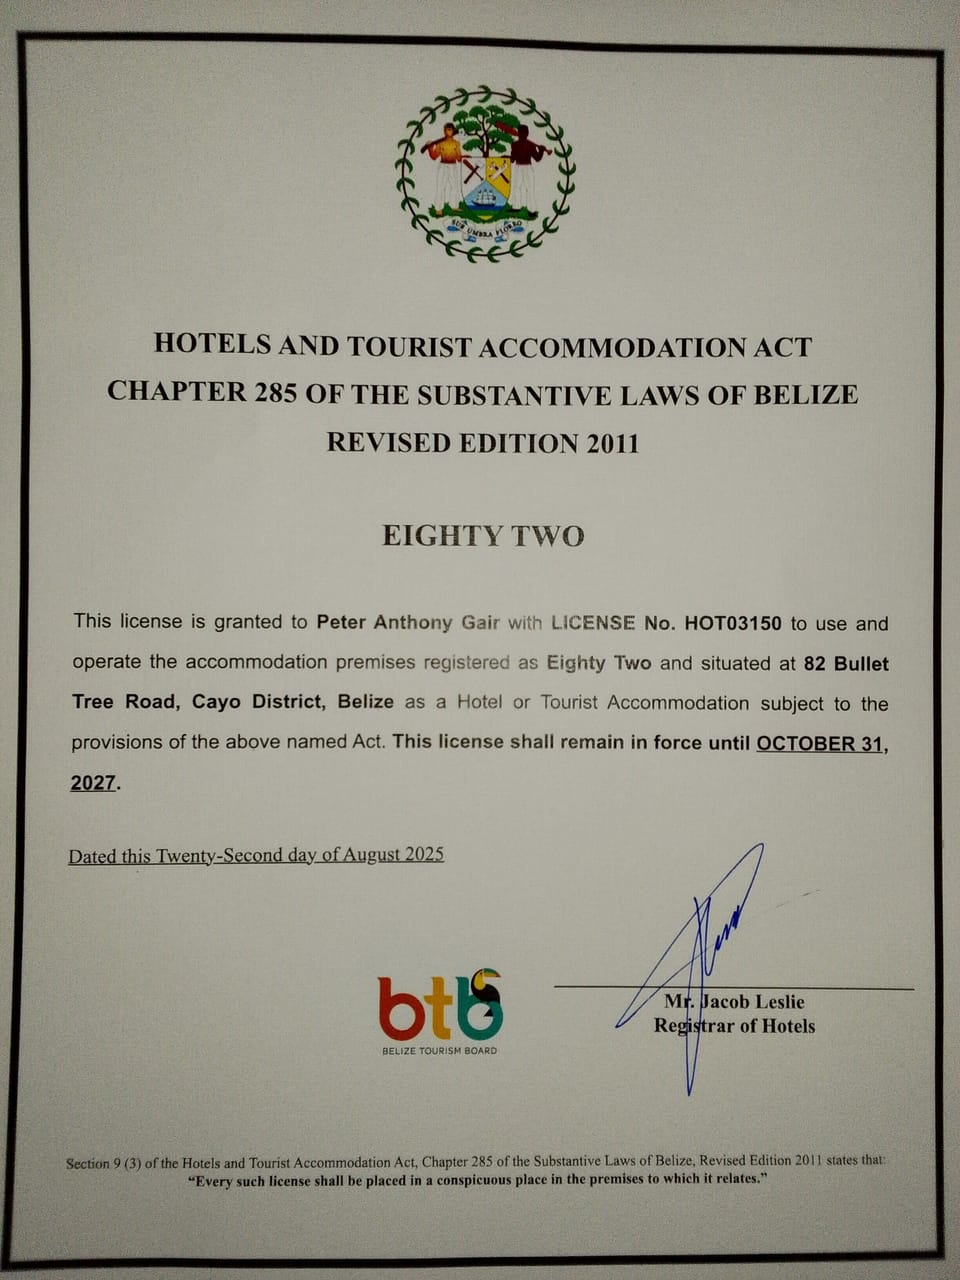 SUB UMBRA FLOREO
HOTELS AND TOURIST ACCOMMODATION ACT
CHAPTER 285 OF THE SUBSTANTIVE LAWS OF BELIZE
REVISED EDITION 2011
EIGHTY TWO
This license is granted to Peter Anthony Gair with LICENSE No. HOT03150 to use and
operate the accommodation premises registered as Eighty Two and situated at 82 Bullet
Tree Road, Cayo District, Belize as a Hotel or Tourist Accommodation subject to the
provisions of the above named Act. This license shall remain in force until OCTOBER 31,
2027.
Dated this Twenty-Second day of August 2025
btb
BELIZE TOURISM BOARD
Mr. Jacob Leslie
Registrar of Hotels
Section 9 (3) of the Hotels and Tourist Accommodation Act, Chapter 285 of the Substantive Laws of Belize, Revised Edition 2011 states that:
“Every such license shall be placed in a conspicuous place in the premises to which it relates.”